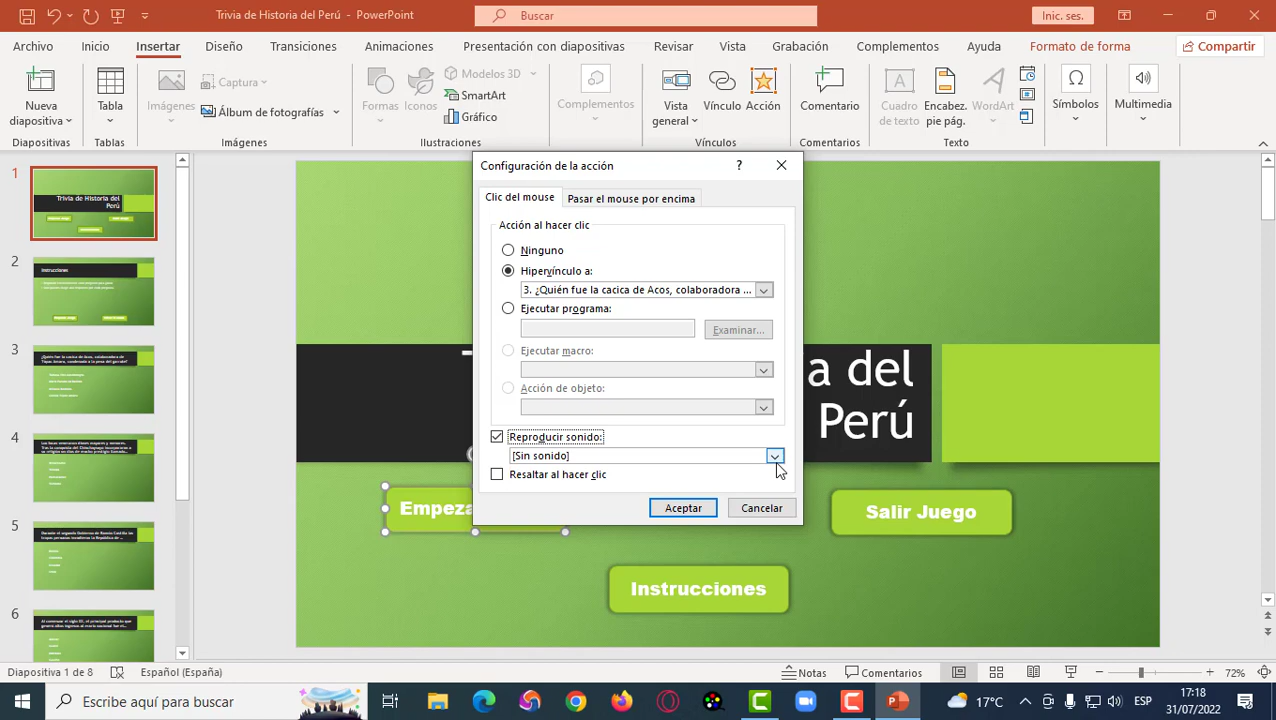 Trivia de Historia del Perú - PowerPoint
Buscar
Inic. ses.
Archivo
Inicio
Insertar
Diseño
Transiciones
Animaciones
Presentación con diapositivas
Revisar
Vista
Grabación
Complementos
Ayuda
Formato de forma
Compartir
Nueva diapositiva
Tabla
Imágenes
Captura
Álbum de fotografías
Formas
Iconos
Modelos 3D
SmartArt
Gráfico
Complementos
Vista general
Vínculo
Acción
Comentario
Cuadro de texto
Encabez. pie pág.
WordArt
Símbolos
Multimedia
Diapositivas
Tablas
Imágenes
Ilustraciones
Vínculos
Comentarios
Texto
1
Trivia de Historia del
Perú
2
Instrucciones
3
4
5
6
Configuración de la acción
?
Clic del mouse
Pasar el mouse por encima
Acción al hacer clic
Ninguno
Hipervínculo a:
3. ¿Quién fue la cacica de Acos, colaboradora ...
Ejecutar programa:
Examinar...
Ejecutar macro:
Acción de objeto:
Reproducir sonido:
[Sin sonido]
Resaltar al hacer clic
Aceptar
Cancelar
a del
Perú
Empeza
Salir Juego
Instrucciones
Diapositiva 1 de 8
Español (España)
Notas
Comentarios
72%
Escribe aquí para buscar
17°C
ESP
17:18
31/07/2022